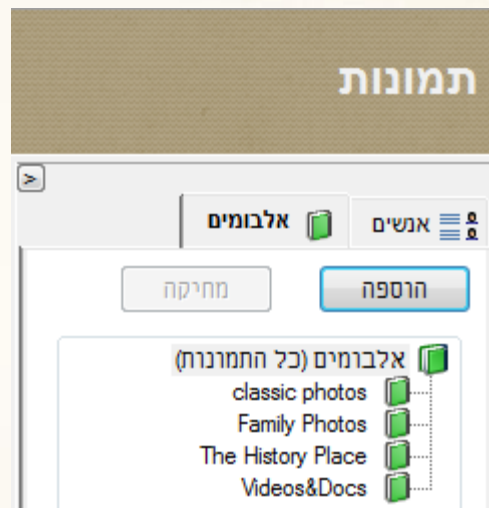 תמונות
<
אנשים
אלבומים
הוספה
מחיקה
אלבומים (כל התמונות)
classic photos
Family Photos
The History Place
Videos&Docs